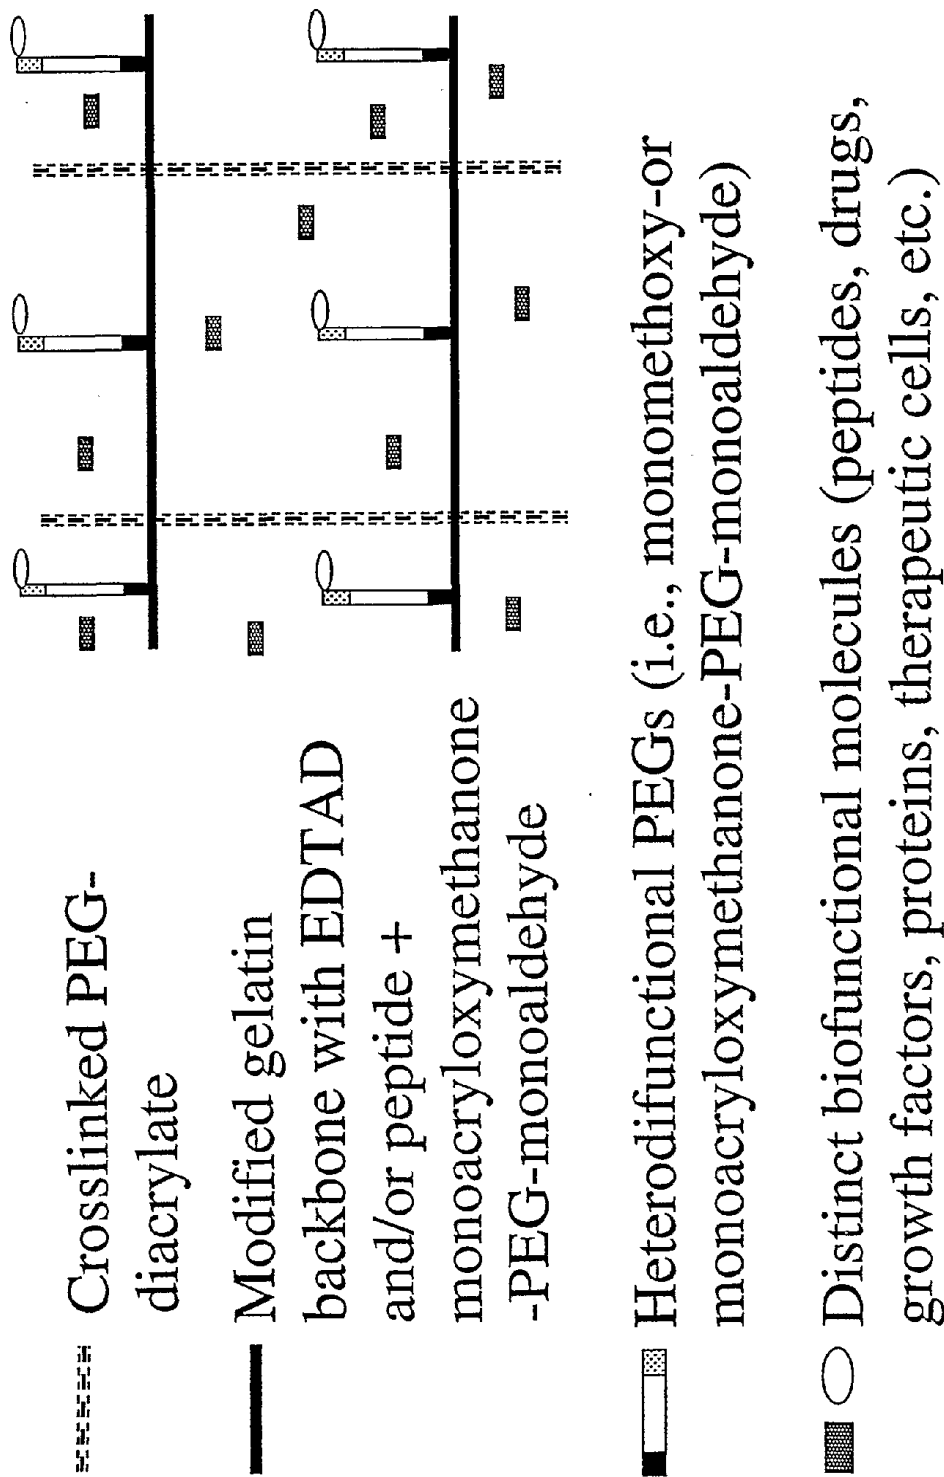 Crosslinked PEG-
diacrylate
Modified gelatin
backbone with EDTAD
and/or peptide +
monoacryloxymethanone
-PEG-monoaldehyde
Heterodifunctional PEGs (i.e., monomethoxy-or
monoacryloxymethanone-PEG-monoaldehyde)
Distinct biofunctional molecules (peptides, drugs,
growth factors, proteins, therapeutic cells, etc.)